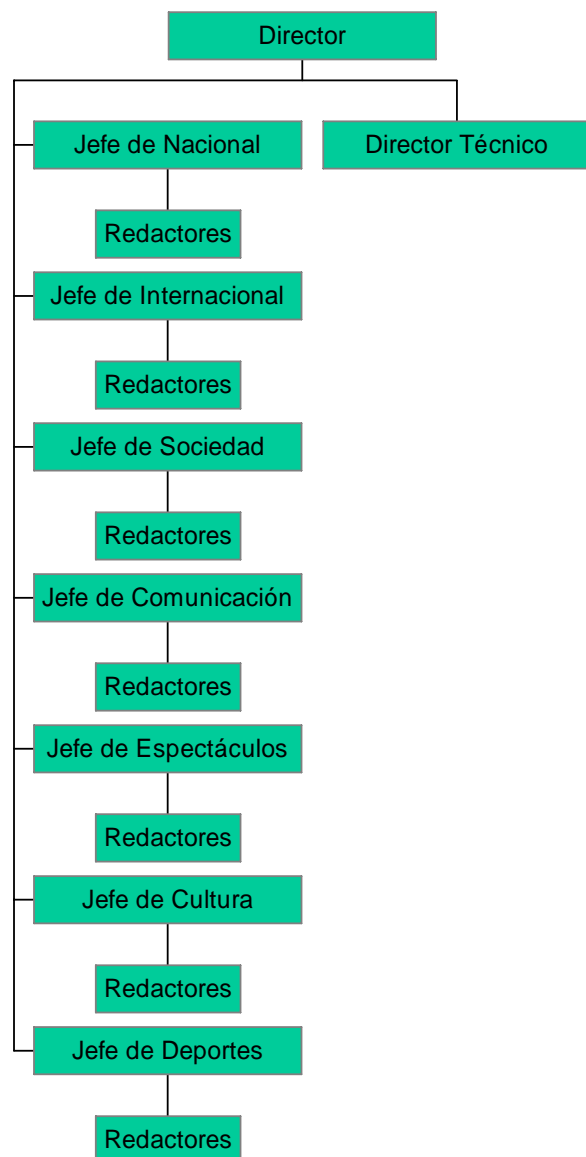 Director
Jefe de Nacional
Director Técnico
Redactores
Jefe de Internacional
Redactores
Jefe de Sociedad
Redactores
Jefe de Comunicación
Redactores
Jefe de Espectáculos
Redactores
Jefe de Cultura
Redactores
Jefe de Deportes
Redactores